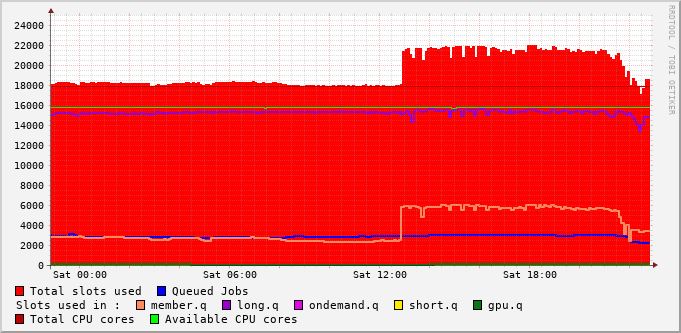 RRDTOOL / TOBI OETIKER
24000
22000
20000
18000
16000
14000
12000
10000
8000
6000
4000
2000
0
Sat 00:00 Sat 06:00 Sat 12:00 Sat 18:00
Total slots used Queued Jobs
Slots used in : member.q long.q ondemand.q short.q gpu.q
Total CPU cores Available CPU cores